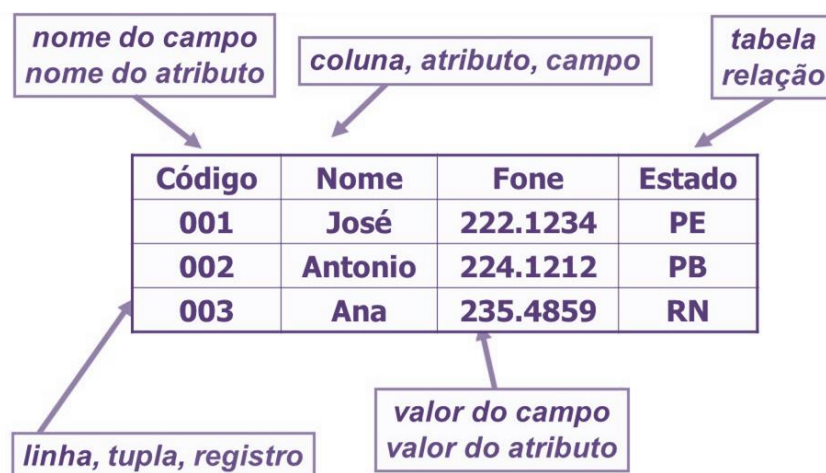 nome do campo
nome do atributo
coluna, atributo, campo
tabela
relação
Código Nome Fone Estado
001 José 222.1234 PE
002 Antonio 224.1212 PB
003 Ana 235.4859 RN
linha, tupla, registro
valor do campo
valor do atributo